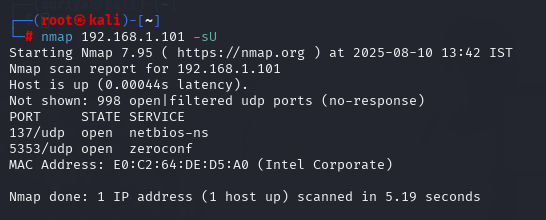 ┌──(root㉿kali)-[~]
└─# nmap 192.168.1.101 -sU
Starting Nmap 7.95 ( https://nmap.org ) at 2025-08-10 13:42 IST
Nmap scan report for 192.168.1.101
Host is up (0.00044s latency).
Not shown: 998 open|filtered udp ports (no-response)
PORT     STATE SERVICE
137/udp  open  netbios-ns
5353/udp open  zeroconf
MAC Address: E0:C2:64:DE:D5:A0 (Intel Corporate)

Nmap done: 1 IP address (1 host up) scanned in 5.19 seconds